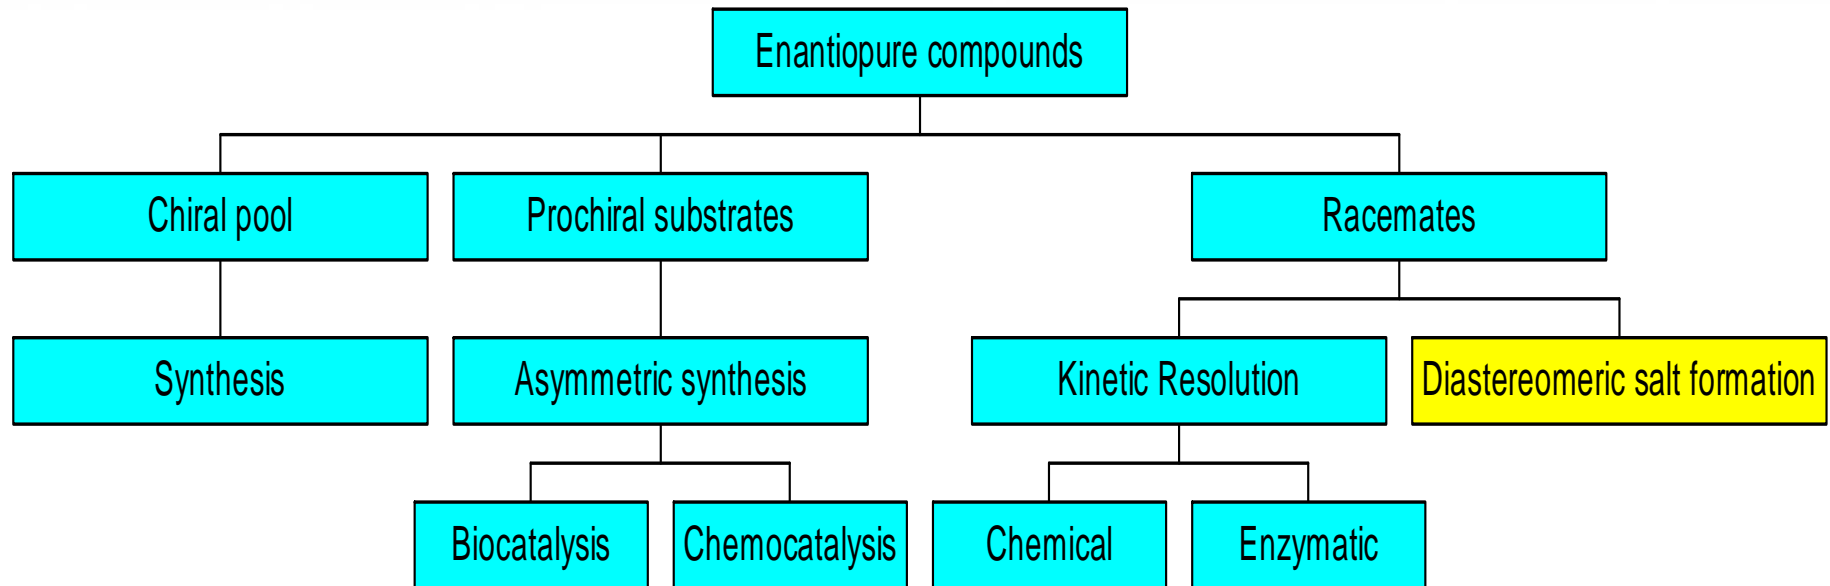 Enantiopure compounds
Chiral pool
Prochiral substrates
Racemates
Synthesis
Asymmetric synthesis
Kinetic Resolution
Diastereomeric salt formation
Biocatalysis
Chemocatalysis
Chemical
Enzymatic